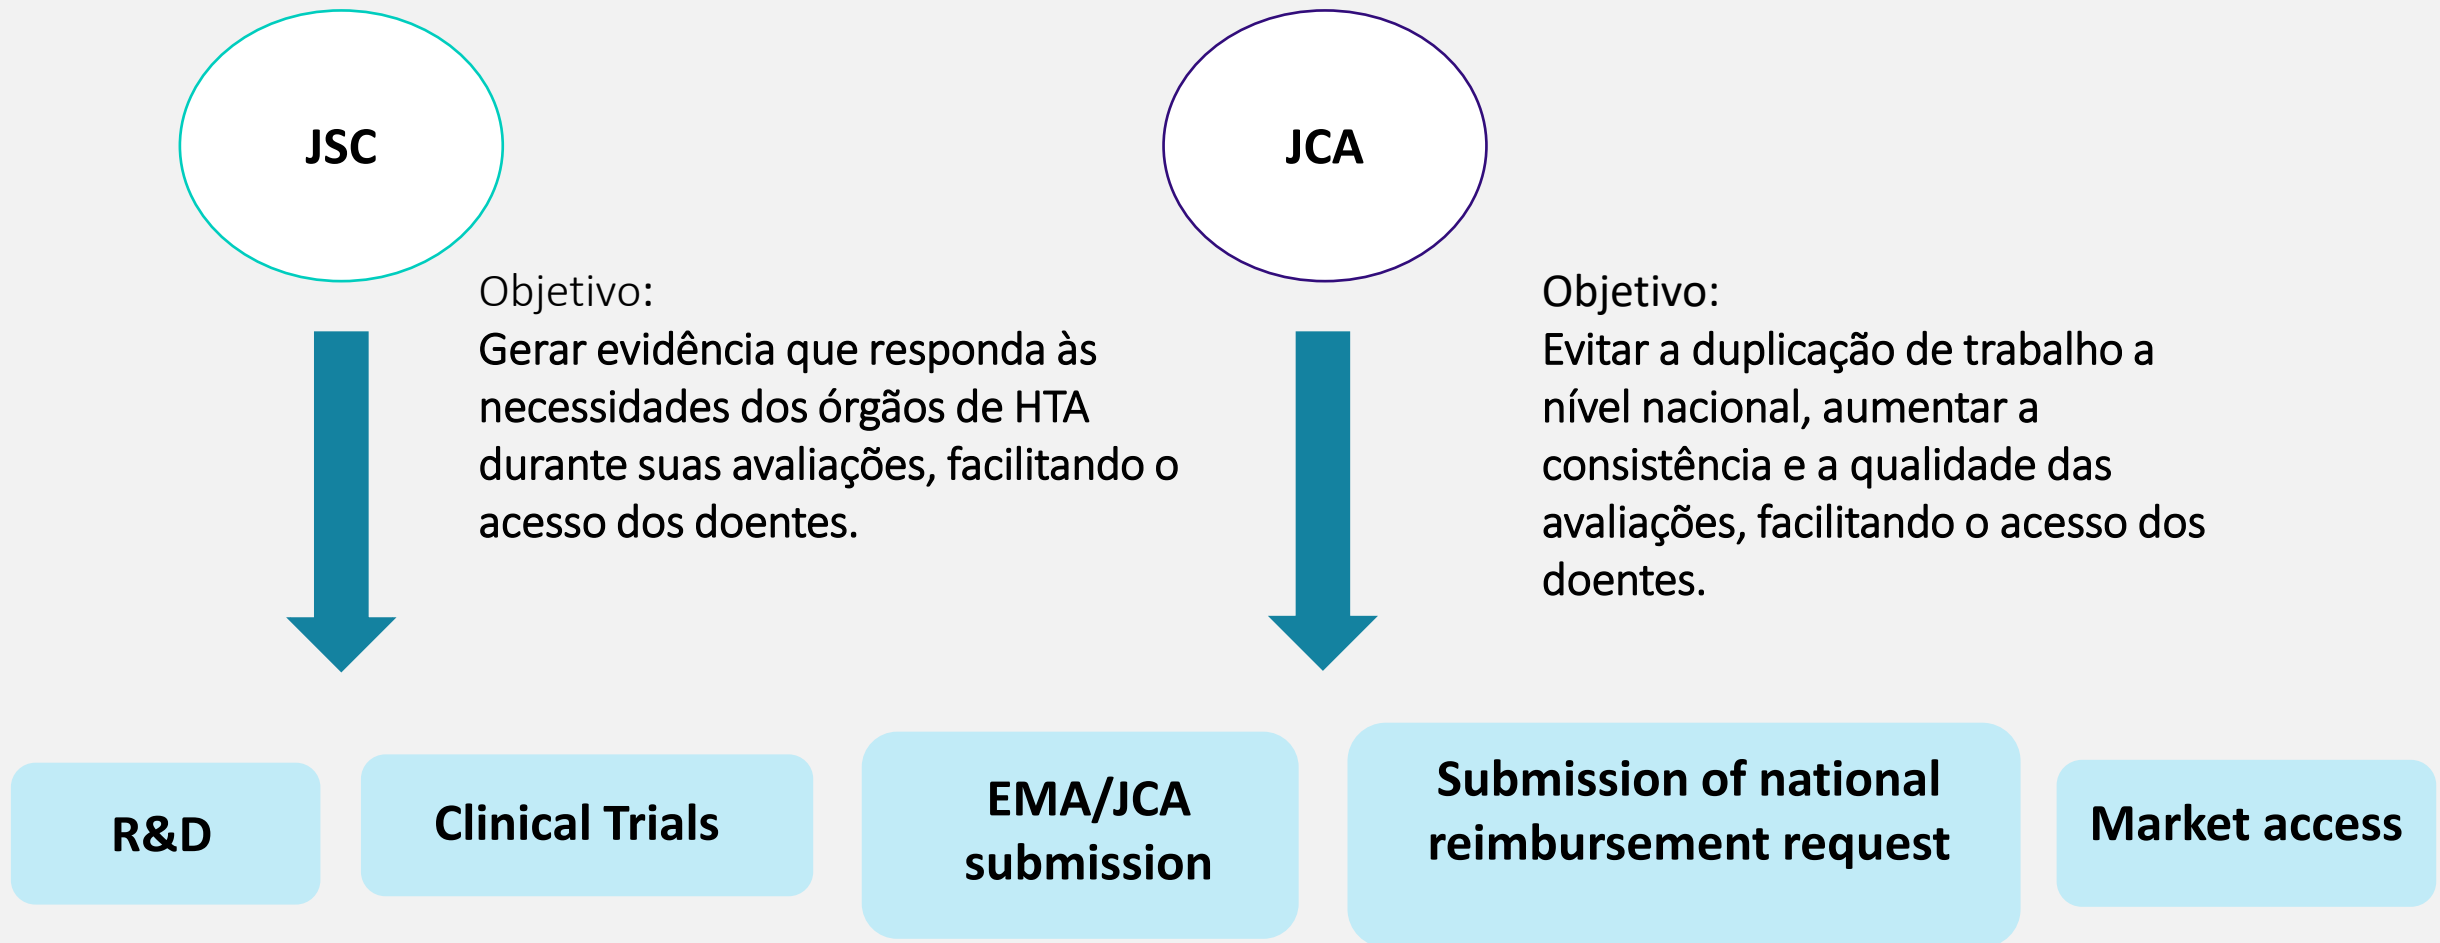 JSC
JCA
Objetivo:
Gerar evidência que responda às
necessidades dos órgãos de HTA
durante suas avaliações, facilitando o
acesso dos doentes.
Objetivo:
Evitar a duplicação de trabalho a
nível nacional, aumentar a
consistência e a qualidade das
avaliações, facilitando o acesso dos
doentes.
R&D
Clinical Trials
EMA/JCA
submission
Submission of national
reimbursement request
Market access